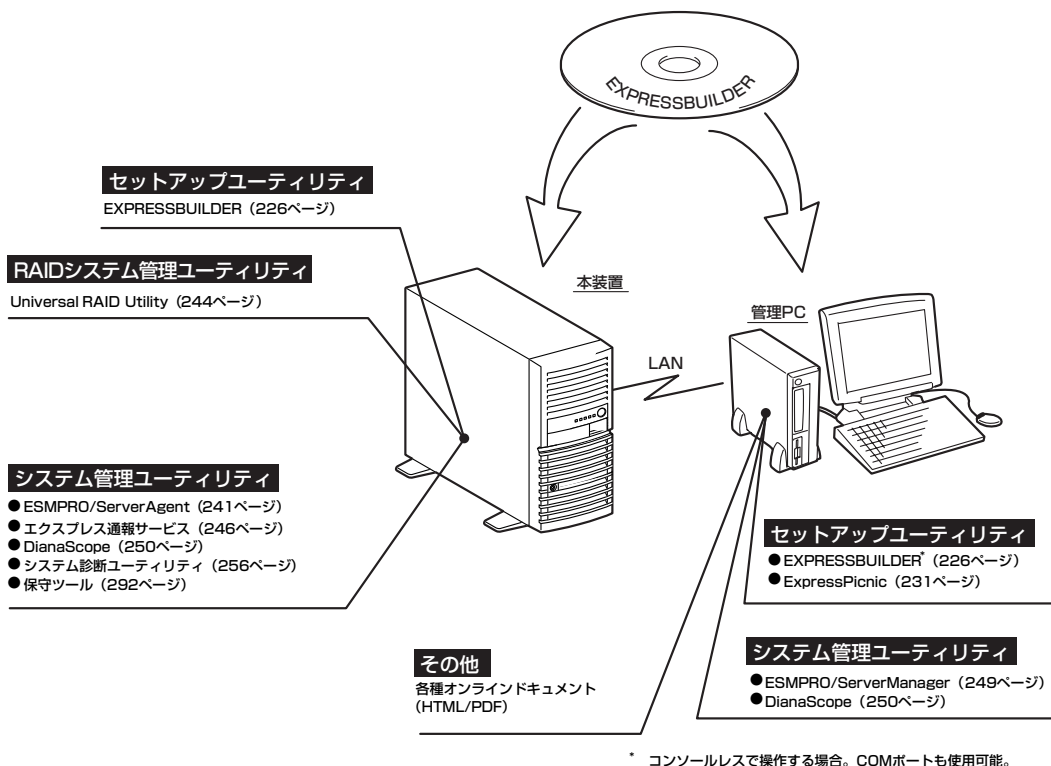 EXPRESSBUILDER
セットアップユーティリティ
EXPRESSBUILDER（226ページ）
RAIDシステム管理ユーティリティ
Universal RAID Utility（244ページ）
本装置
管理PC
LAN
システム管理ユーティリティ
●ESMPRO/ServerAgent（241ページ）
●エクスプレス通報サービス（246ページ）
●DianaScope（250ページ）
●システム診断ユーティリティ（256ページ）
●保守ツール（292ページ）
セットアップユーティリティ
●EXPRESSBUILDER*（226ページ）
●ExpressPicnic（231ページ）
その他
各種オンラインドキュメント
（HTML/PDF）
システム管理ユーティリティ
●ESMPRO/ServerManager（249ページ）
●DianaScope（250ページ）
* コンソールレスで操作する場合。COMポートも使用可能。